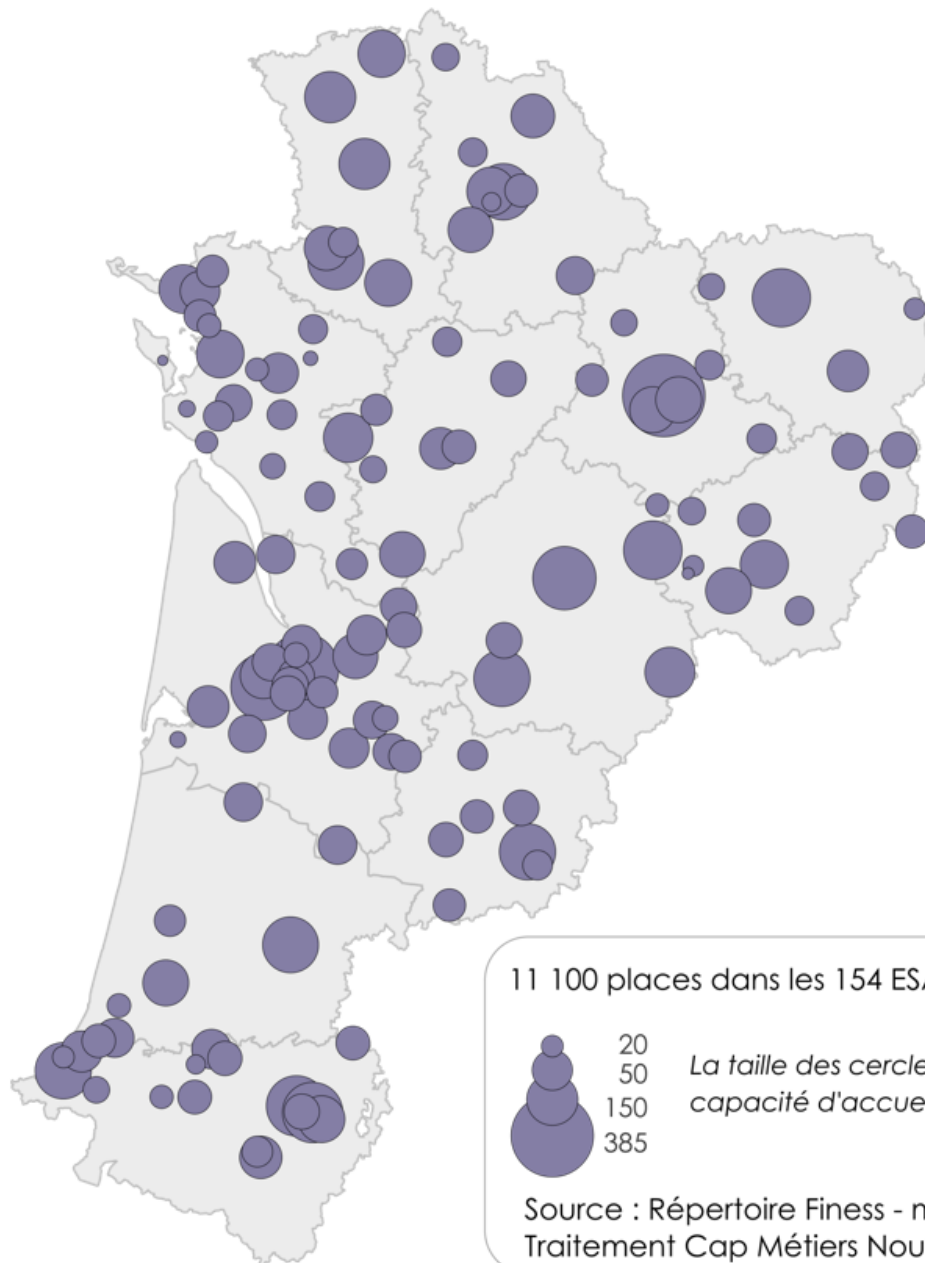 11 100 places dans les 154 ESA
20
50
150
385
La taille des cercle
capacité d'accue
Source : Répertoire Finess - 
Traitement Cap Métiers Nou